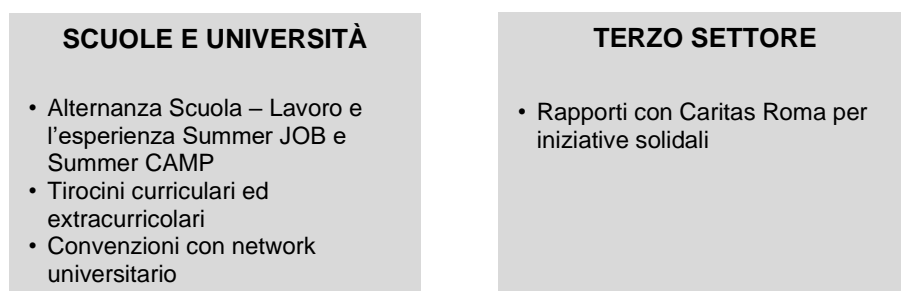 SCUOLE E UNIVERSITÀ
• Alternanza Scuola – Lavoro e
l'esperienza Summer JOB e
Summer CAMP
• Tirocini curriculari ed
extracurricolari
• Convenzioni con network
universitario
TERZO SETTORE
• Rapporti con Caritas Roma per
iniziative solidali